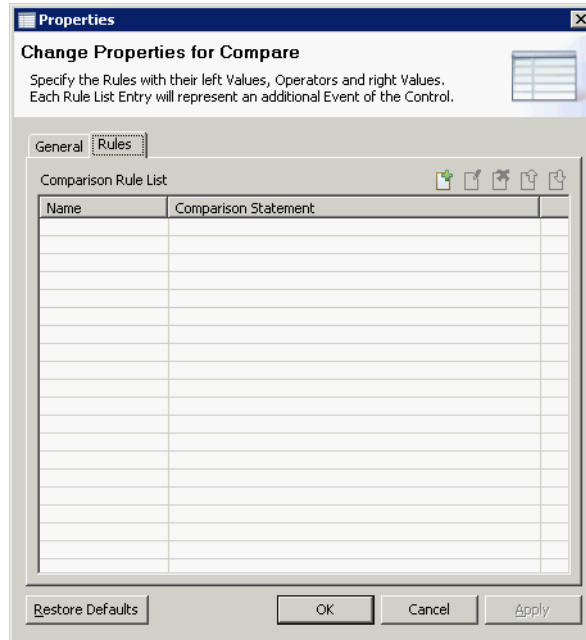 Properties
Change Properties for Compare
Specify the Rules with their left Values, Operators and right Values.
Each Rule List Entry will represent an additional Event of the Control.
General Rules
Comparison Rule List
Name Comparison Statement
Restore Defaults OK Cancel Apply